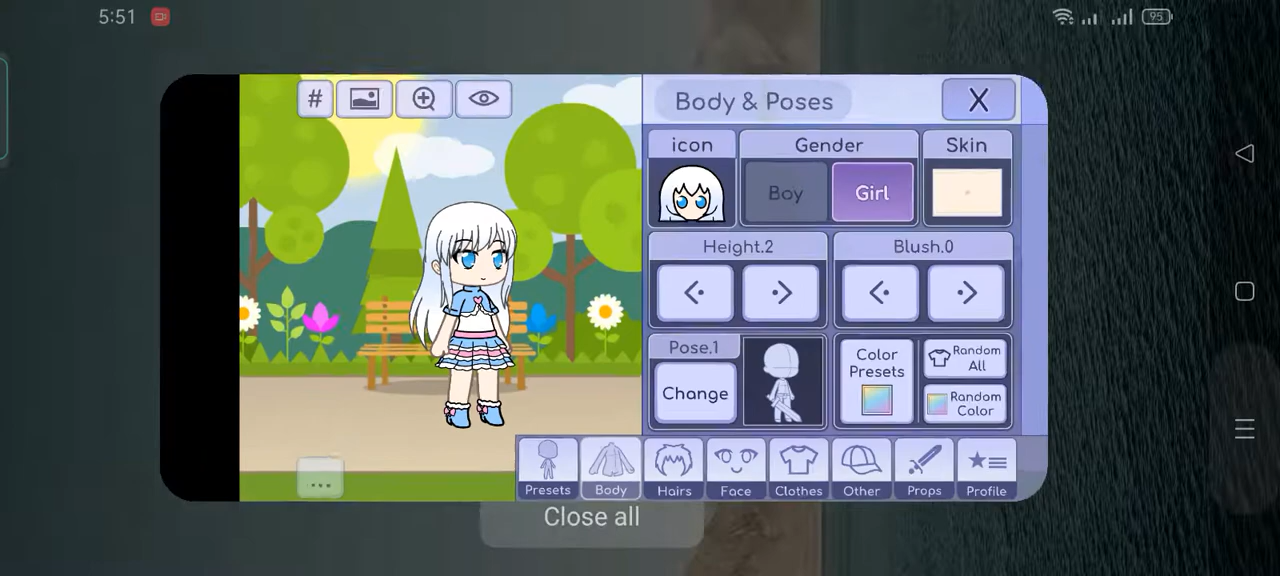 5:51
95
#
Body & Poses
X
icon
Gender
Skin
Boy
Girl
Height.2
Blush.0
Pose.1
Change
Color
Presets
Random
All
Random
Color
...
Presets
Body
Hairs
Face
Clothes
Other
Props
Profile
Close all